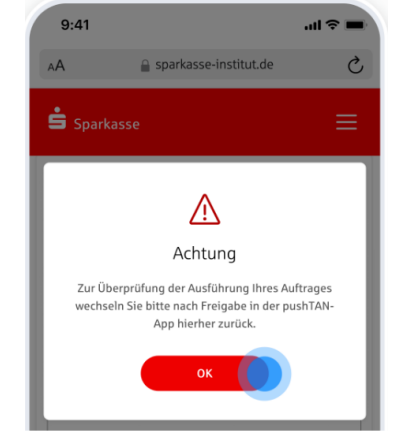 9:41
AA sparkasse-institut.de
Sparkasse
Achtung
Zur Überprüfung der Ausführung Ihres Auftrages
wechseln Sie bitte nach Freigabe in der pushTAN-
App hierher zurück.
OK